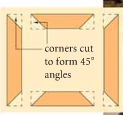 corners cut
to form 45°
angles